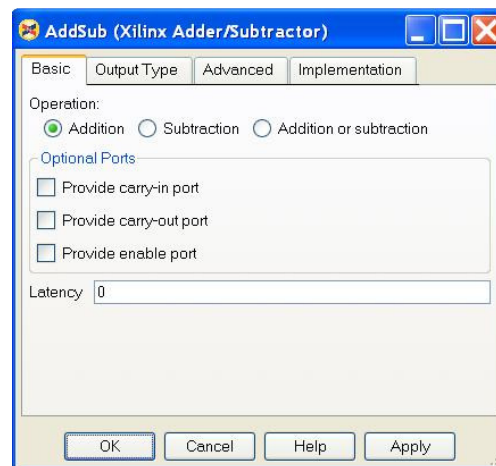 AddSub (Xilinx Adder/Subtractor)
Basic Output Type Advanced Implementation
Operation:
Addition Subtraction Addition or subtraction
Optional Ports
Provide carry-in port
Provide carry-out port
Provide enable port
Latency 0
OK Cancel Help Apply